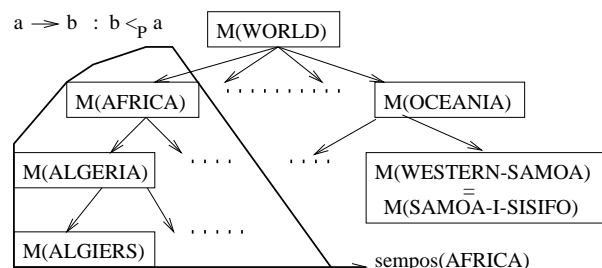 a → b : b <P a
M(WORLD)
M(AFRICA)
M(OCEANIA)
M(ALGERIA)
M(WESTERN-SAMOA)
=
M(SAMOA-I-SISIFO)
M(ALGIERS)
sempos(AFRICA)